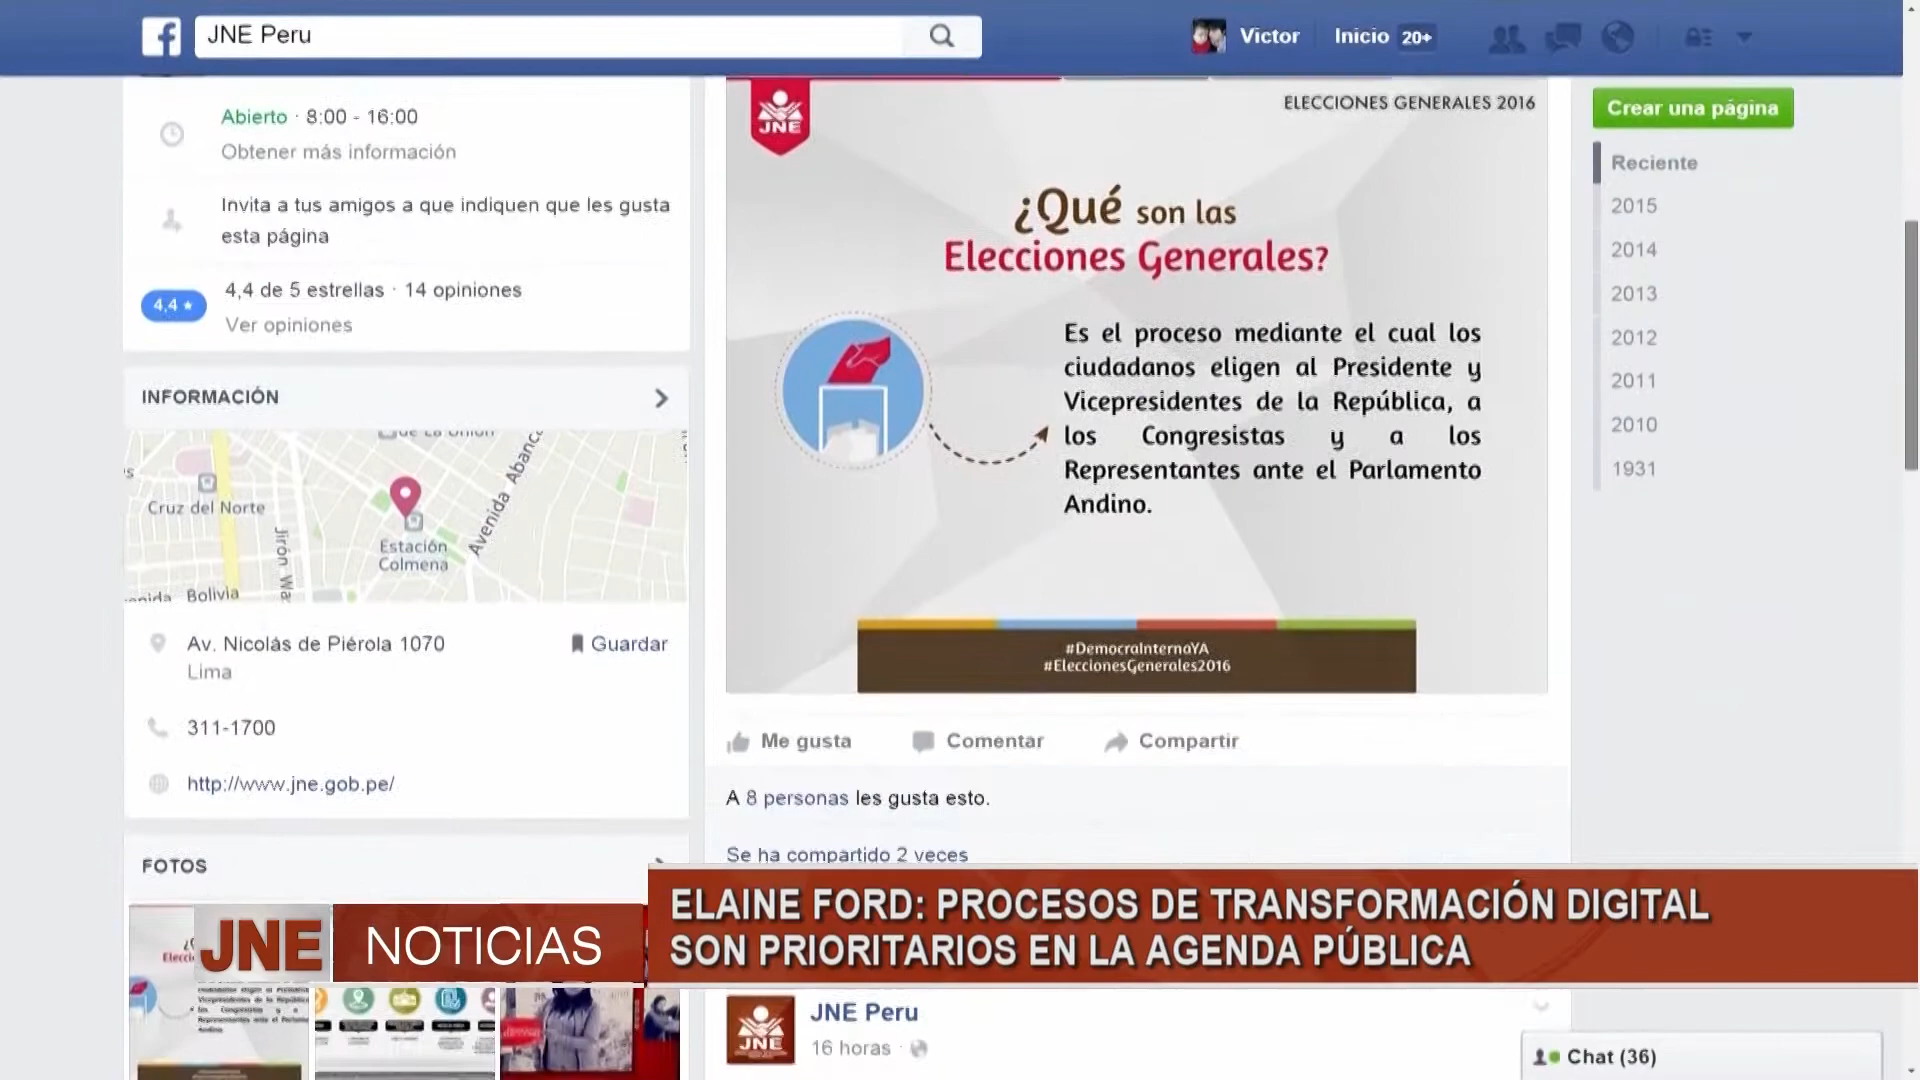 JNE Peru
Victor
Inicio 20+
Abierto · 8:00 - 16:00
Obtener más información
Invita a tus amigos a que indiquen que les gusta
esta página
4,4
4,4 de 5 estrellas · 14 opiniones
Ver opiniones
INFORMACIÓN
Cruz del Norte
Estación
Colmena
Avenida Abanc
Jirón Wa
Bolivia
Av. Nicolás de Piérola 1070
Guardar
Lima
311-1700
http://www.jne.gob.pe/
FOTOS
JNE
ELECCIONES GENERALES 2016
¿Qué son las
Elecciones Generales?
Es el proceso mediante el cual los
ciudadanos eligen al Presidente y
Vicepresidentes de la República, a
los Congresistas y a los
Representantes ante el Parlamento
Andino.
#DemocraInternaYA
#EleccionesGenerales2016
Me gusta
Comentar
Compartir
A 8 personas les gusta esto.
Se ha compartido 2 veces
Crear una página
Reciente
2015
2014
2013
2012
2011
2010
1931
JNE NOTICIAS
ELAINE FORD: PROCESOS DE TRANSFORMACIÓN DIGITAL
SON PRIORITARIOS EN LA AGENDA PÚBLICA
JNE
JNE Peru
16 horas ·
Chat (36)